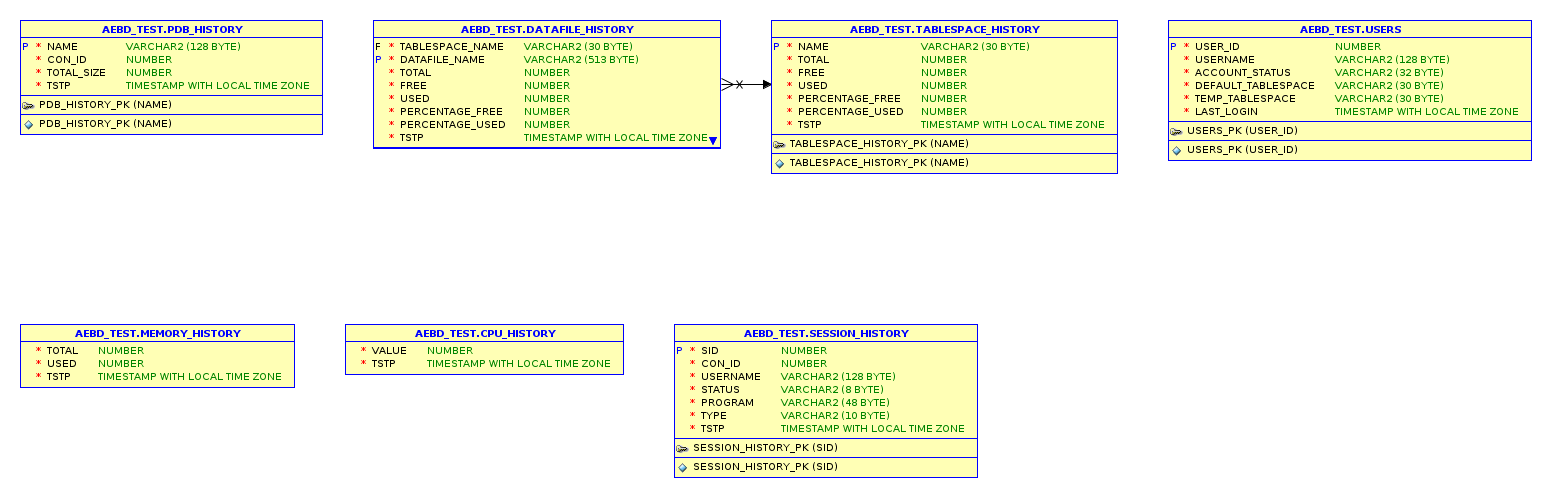 AEBD_TEST.PDB_HISTORY
P * NAME VARCHAR2 (128 BYTE)
* CON_ID NUMBER
* TOTAL_SIZE NUMBER
* TSTP TIMESTAMP WITH LOCAL TIME ZONE
PDB_HISTORY_PK (NAME)
PDB_HISTORY_PK (NAME)
AEBD_TEST.DATAFILE_HISTORY
F * TABLESPACE_NAME VARCHAR2 (30 BYTE)
P * DATAFILE_NAME VARCHAR2 (513 BYTE)
* TOTAL NUMBER
* FREE NUMBER
* USED NUMBER
* PERCENTAGE_FREE NUMBER
* PERCENTAGE_USED NUMBER
* TSTP TIMESTAMP WITH LOCAL TIME ZONE
AEBD_TEST.TABLESPACE_HISTORY
P * NAME VARCHAR2 (30 BYTE)
* TOTAL NUMBER
* FREE NUMBER
* USED NUMBER
* PERCENTAGE_FREE NUMBER
* PERCENTAGE_USED NUMBER
* TSTP TIMESTAMP WITH LOCAL TIME ZONE
TABLESPACE_HISTORY_PK (NAME)
TABLESPACE_HISTORY_PK (NAME)
AEBD_TEST.USERS
P * USER_ID NUMBER
* USERNAME VARCHAR2 (128 BYTE)
* ACCOUNT_STATUS VARCHAR2 (32 BYTE)
* DEFAULT_TABLESPACE VARCHAR2 (30 BYTE)
* TEMP_TABLESPACE VARCHAR2 (30 BYTE)
* LAST_LOGIN TIMESTAMP WITH LOCAL TIME ZONE
USERS_PK (USER_ID)
USERS_PK (USER_ID)
AEBD_TEST.MEMORY_HISTORY
* TOTAL NUMBER
* USED NUMBER
* TSTP TIMESTAMP WITH LOCAL TIME ZONE
AEBD_TEST.CPU_HISTORY
* VALUE NUMBER
* TSTP TIMESTAMP WITH LOCAL TIME ZONE
AEBD_TEST.SESSION_HISTORY
P * SID NUMBER
* CON_ID NUMBER
* USERNAME VARCHAR2 (128 BYTE)
* STATUS VARCHAR2 (8 BYTE)
* PROGRAM VARCHAR2 (48 BYTE)
* TYPE VARCHAR2 (10 BYTE)
* TSTP TIMESTAMP WITH LOCAL TIME ZONE
SESSION_HISTORY_PK (SID)
SESSION_HISTORY_PK (SID)